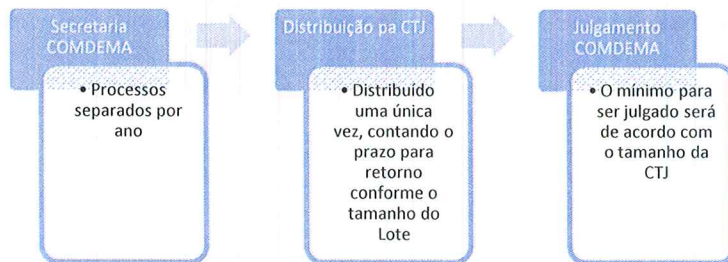 Secretaria
COMDEMA
• Processos
separados por
ano
Distribuição pa CTJ
• Distribuído
uma única
vez, contando o
prazo para
retorno
conforme o
tamanho do
Lote
Julgamento
COMDEMA
• O mínimo para
ser julgado será
de acordo com
o tamanho da
CTJ